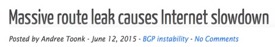 Massive route leak causes Internet slowdown
Posted by Andree Toonk - June 12, 2015 - BGP instability - No Comments